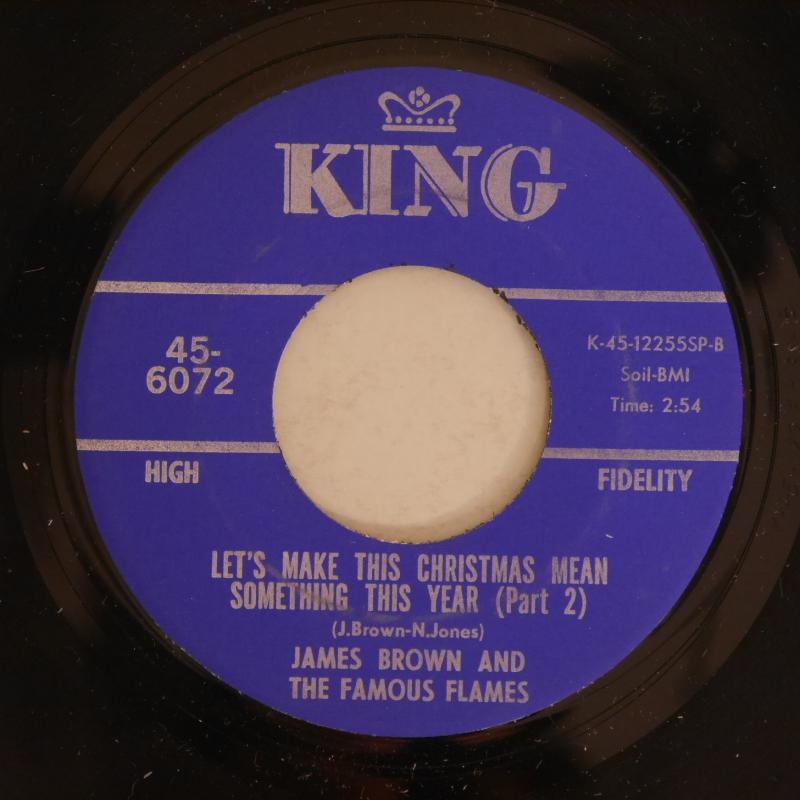 KING
45-
6072
K-45-12255SP-B
Soil-BMI
Time: 2:54
HIGH
FIDELITY
LET'S MAKE THIS CHRISTMAS MEAN
SOMETHING THIS YEAR (Part 2)
(J.Brown-N.Jones)
JAMES BROWN AND
THE FAMOUS FLAMES